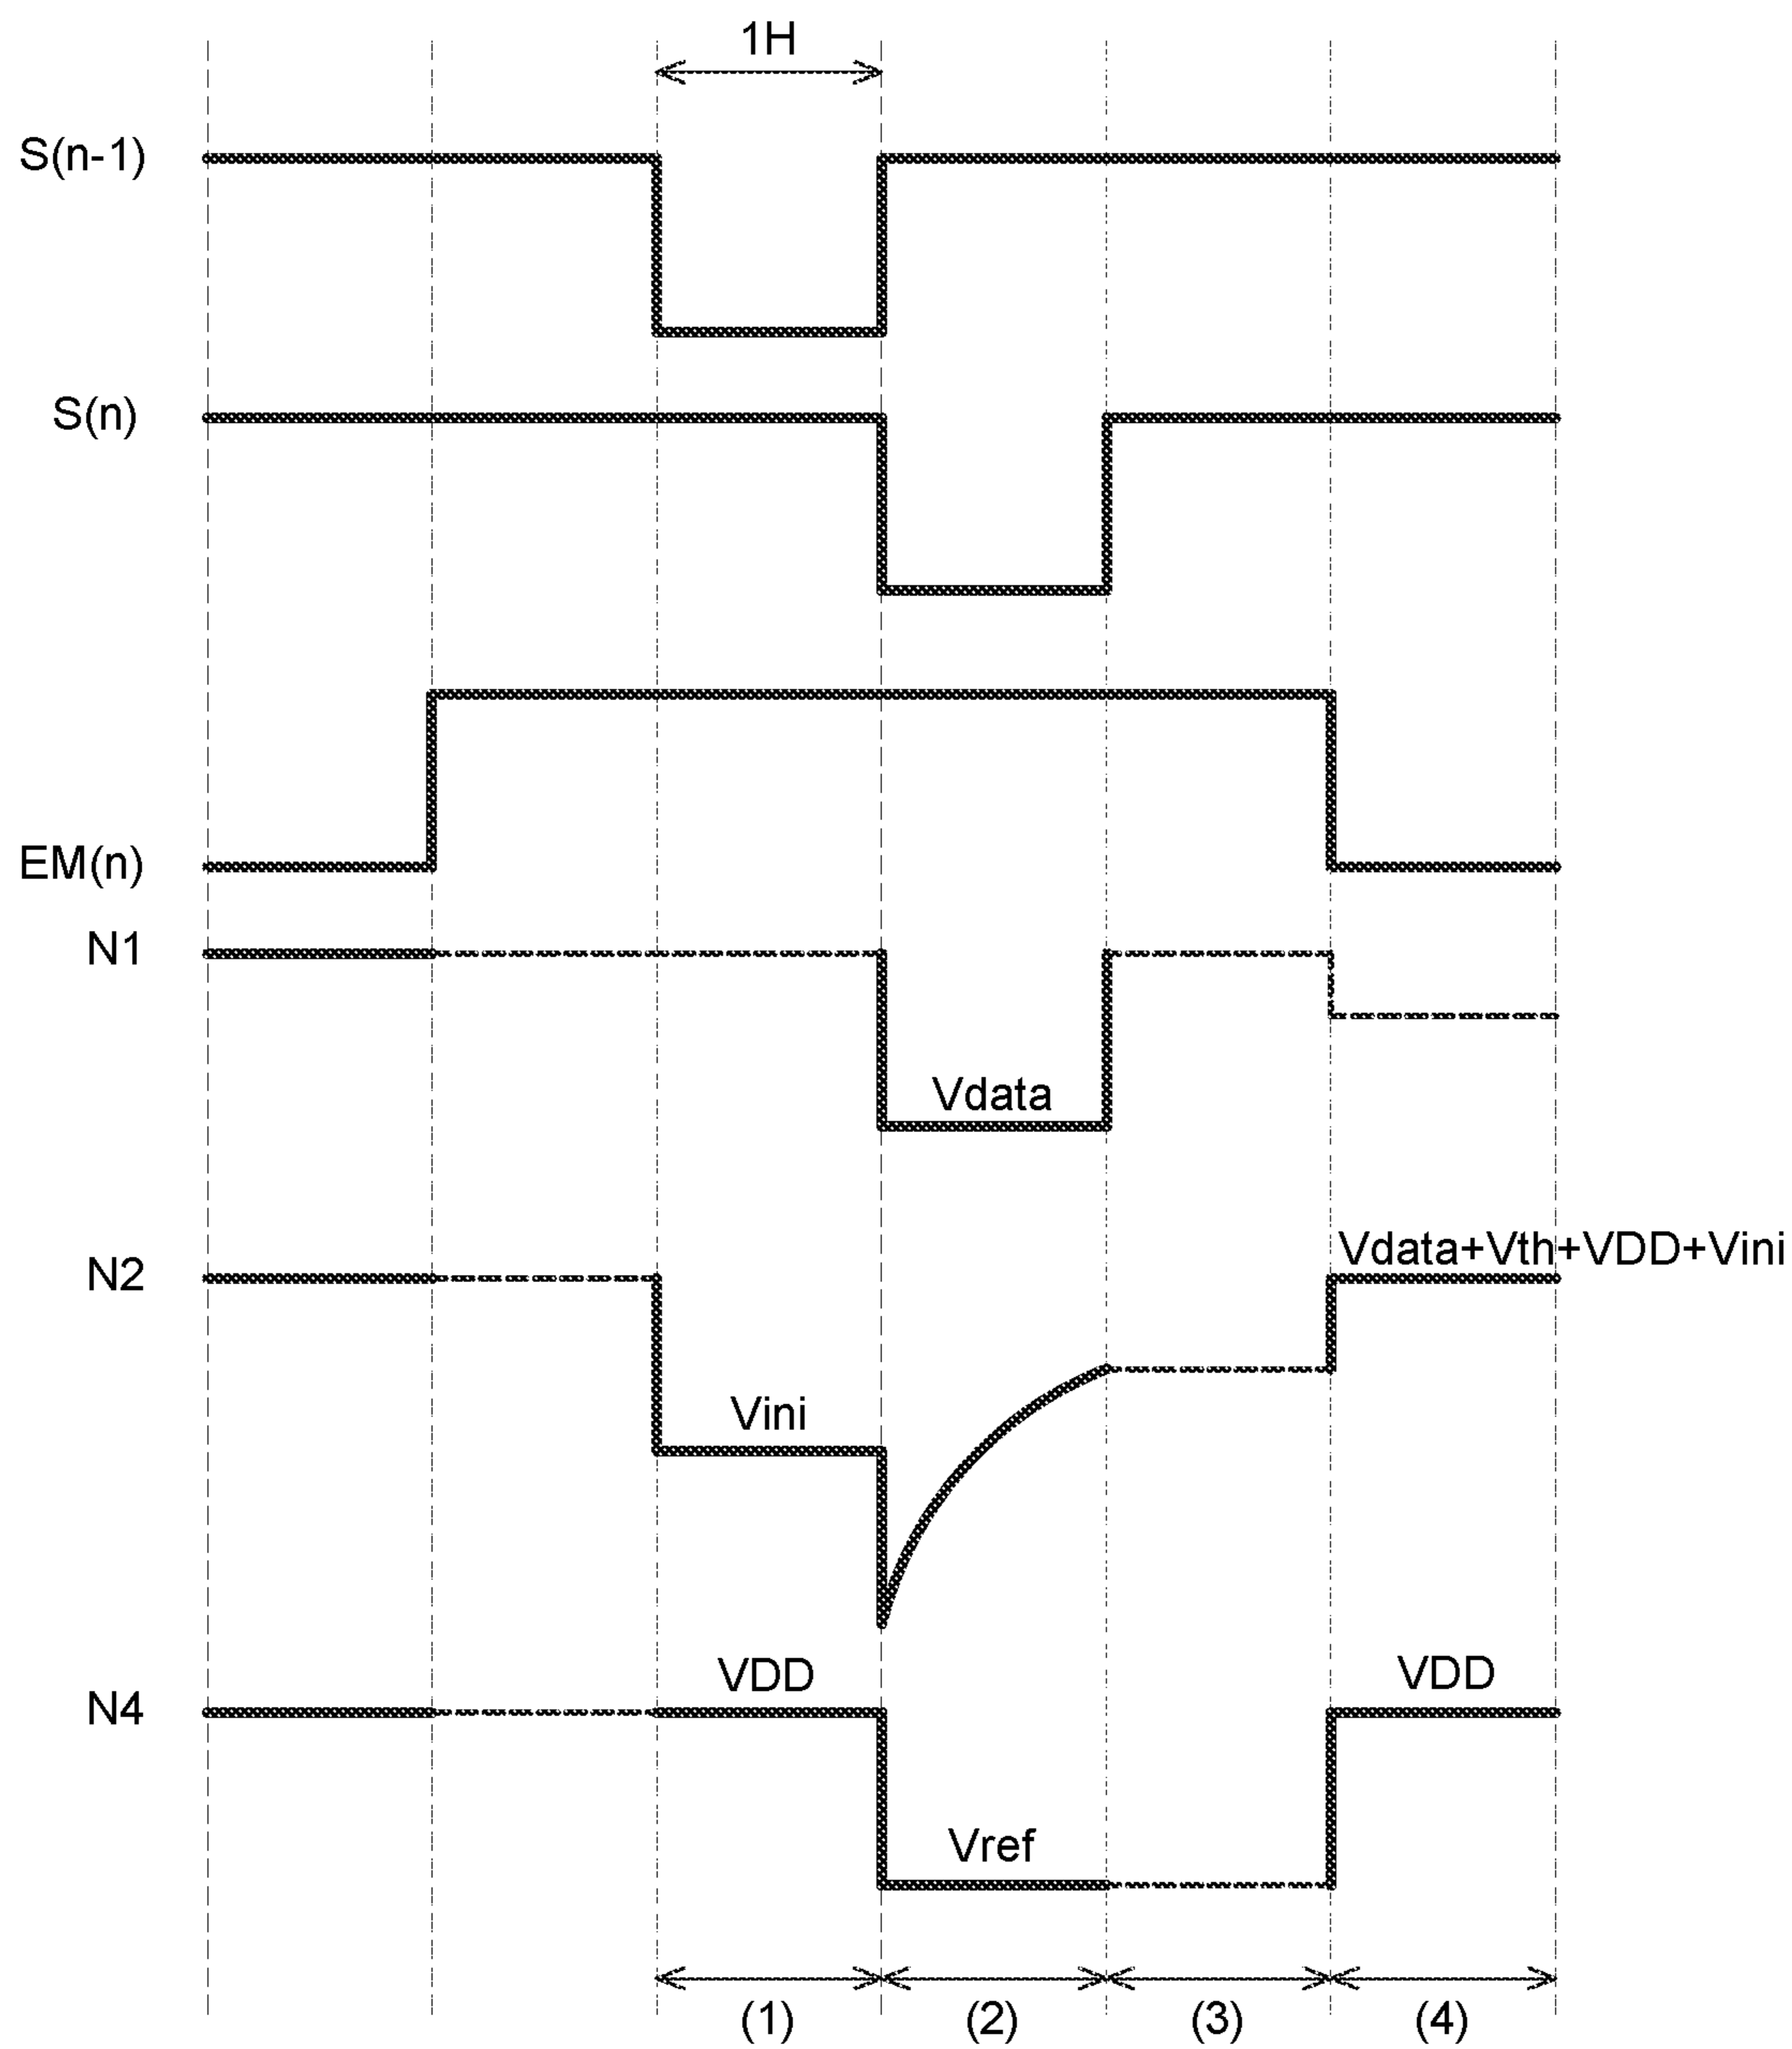 1H
S(n-1)
S(n)
EM(n)
N1
Vdata
Vdata+Vth+VDD+Vini
N2
Vini
VDD
VDD
N4
Vref
(1)
(2)
(3)
(4)